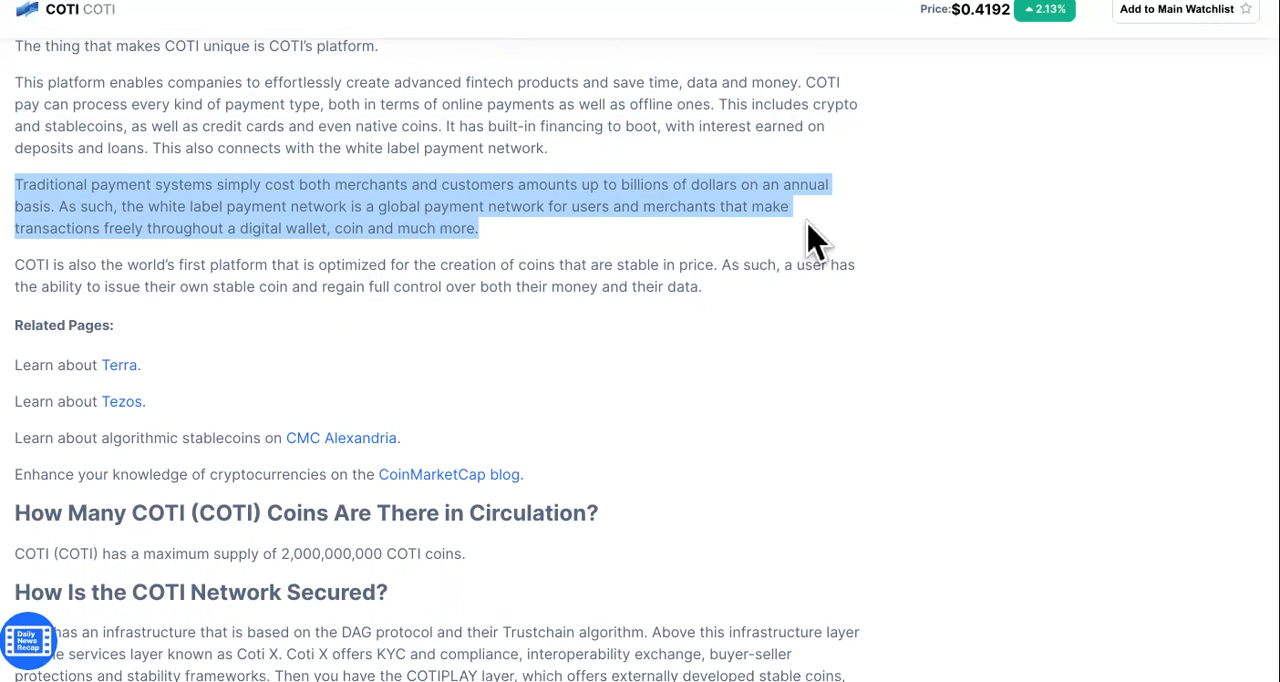 COTI COTI
Price:$0.4192 2.13% Add to Main Watchlist
The thing that makes COTI unique is COTI’s platform.
This platform enables companies to effortlessly create advanced fintech products and save time, data and money. COTI
pay can process every kind of payment type, both in terms of online payments as well as offline ones. This includes crypto
and stablecoins, as well as credit cards and even native coins. It has built-in financing to boot, with interest earned on
deposits and loans. This also connects with the white label payment network.
Traditional payment systems simply cost both merchants and customers amounts up to billions of dollars on an annual
basis. As such, the white label payment network is a global payment network for users and merchants that make
transactions freely throughout a digital wallet, coin and much more.
COTI is also the world’s first platform that is optimized for the creation of coins that are stable in price. As such, a user has
the ability to issue their own stable coin and regain full control over both their money and their data.
Related Pages:
Learn about Terra.
Learn about Tezos.
Learn about algorithmic stablecoins on CMC Alexandria.
Enhance your knowledge of cryptocurrencies on the CoinMarketCap blog.
How Many COTI (COTI) Coins Are There in Circulation?
COTI (COTI) has a maximum supply of 2,000,000,000 COTI coins.
How Is the COTI Network Secured?
has an infrastructure that is based on the DAG protocol and their Trustchain algorithm. Above this infrastructure layer
services layer known as Coti X. Coti X offers KYC and compliance, interoperability exchange, buyer-seller
protections and stability frameworks. Then you have the COTIPLAY layer, which offers externally developed stable coins,
Daily
News
Recap